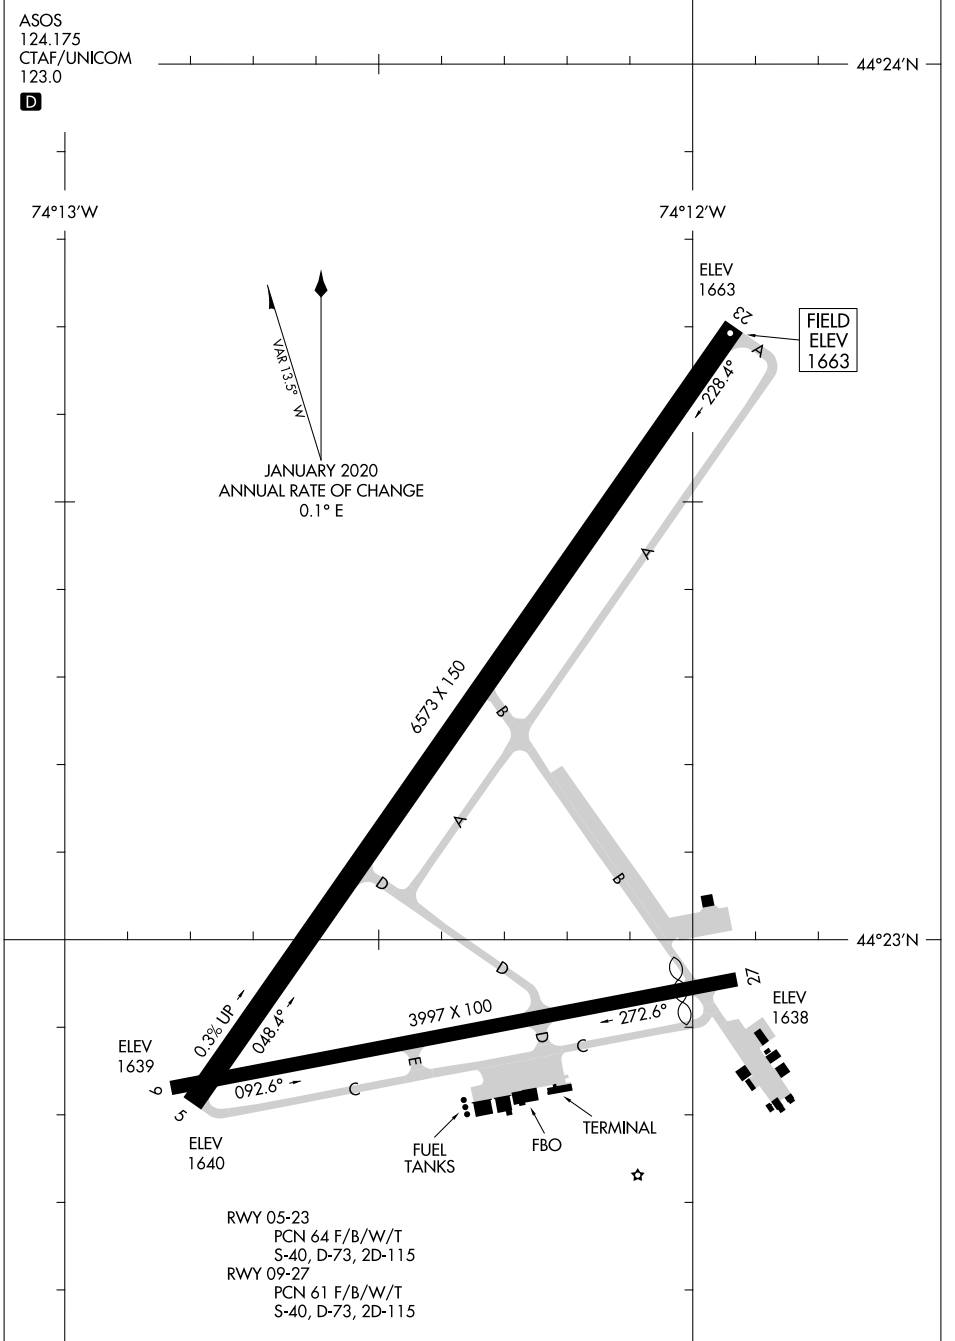 ASOS
124.175
CTAF/UNICOM
123.0
D
44°24'N
74°13'W
74°12'W
ELEV
1663
23
FIELD
ELEV
1663
A
228.4°
VAR 13.5° W
JANUARY 2020
ANNUAL RATE OF CHANGE
0.1° E
A
6573 X 150
B
A
D
B
44°23'N
D
27
ELEV
1638
0.3% UP
048.4°
3997 X 100
272.6°
ELEV
1639
D
C
E
9
092.6°
C
5
ELEV
1640
FUEL
TANKS
FBO
TERMINAL
RWY 05-23
PCN 64 F/B/W/T
S-40, D-73, 2D-115
RWY 09-27
PCN 61 F/B/W/T
S-40, D-73, 2D-115